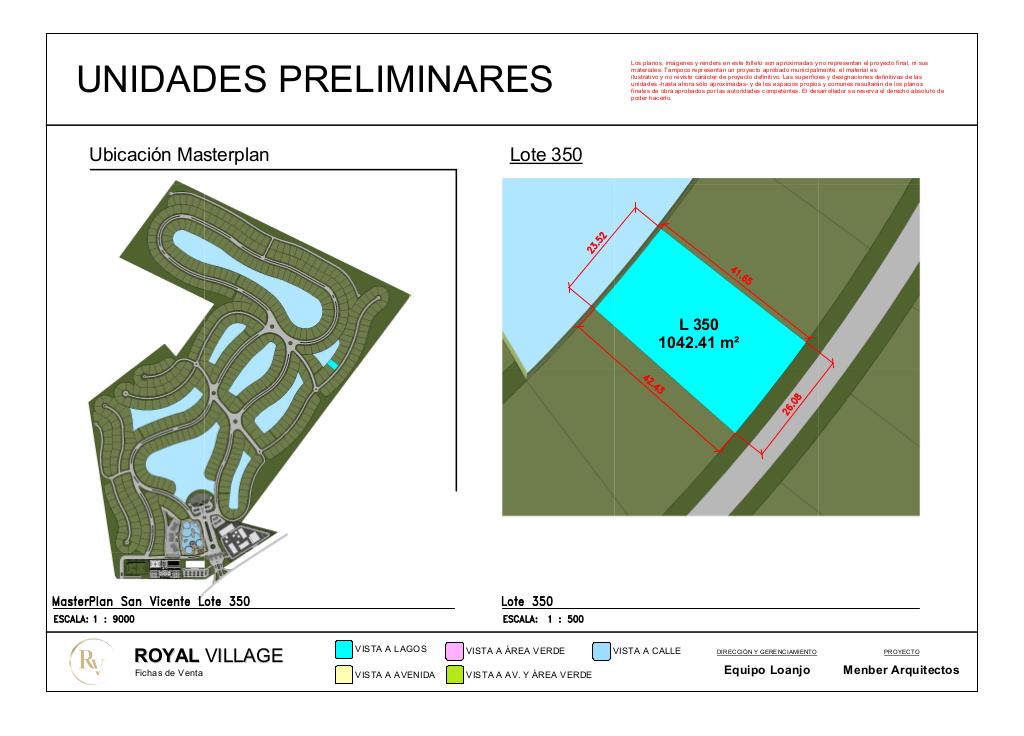 UNIDADES PRELIMINARES
Los planos, imágenes y renders en este folleto son aproximadas y no representan el proyecto final, ni sus
materiales. Tampoco representan un proyecto aprobado municipalmente, el material es
ilustrativo y no reviste carácter de proyecto definitivo. Las superficies y designaciones definitivas de las
unidades -hasta ahora sólo aproximadas- y de los espacios propios y comunes resultarán de los planos
finales de obra aprobados por las autoridades competentes. El desarrollador se reserva el derecho absoluto de
poder hacerlo.
Ubicación Masterplan
Lote 350
23.52
41.65
L 350
1042.41 m²
42.43
26.08
MasterPlan San Vicente Lote 350
ESCALA: 1 : 9000
Lote 350
ESCALA: 1 : 500
RV
ROYAL VILLAGE
Fichas de Venta
VISTA A LAGOS
VISTA A ÁREA VERDE
VISTA A CALLE
VISTA A AVENIDA
VISTA A AV. Y ÁREA VERDE
DIRECCIÓN Y GERENCIAMIENTO
Equipo Loanjo
PROYECTO
Menber Arquitectos